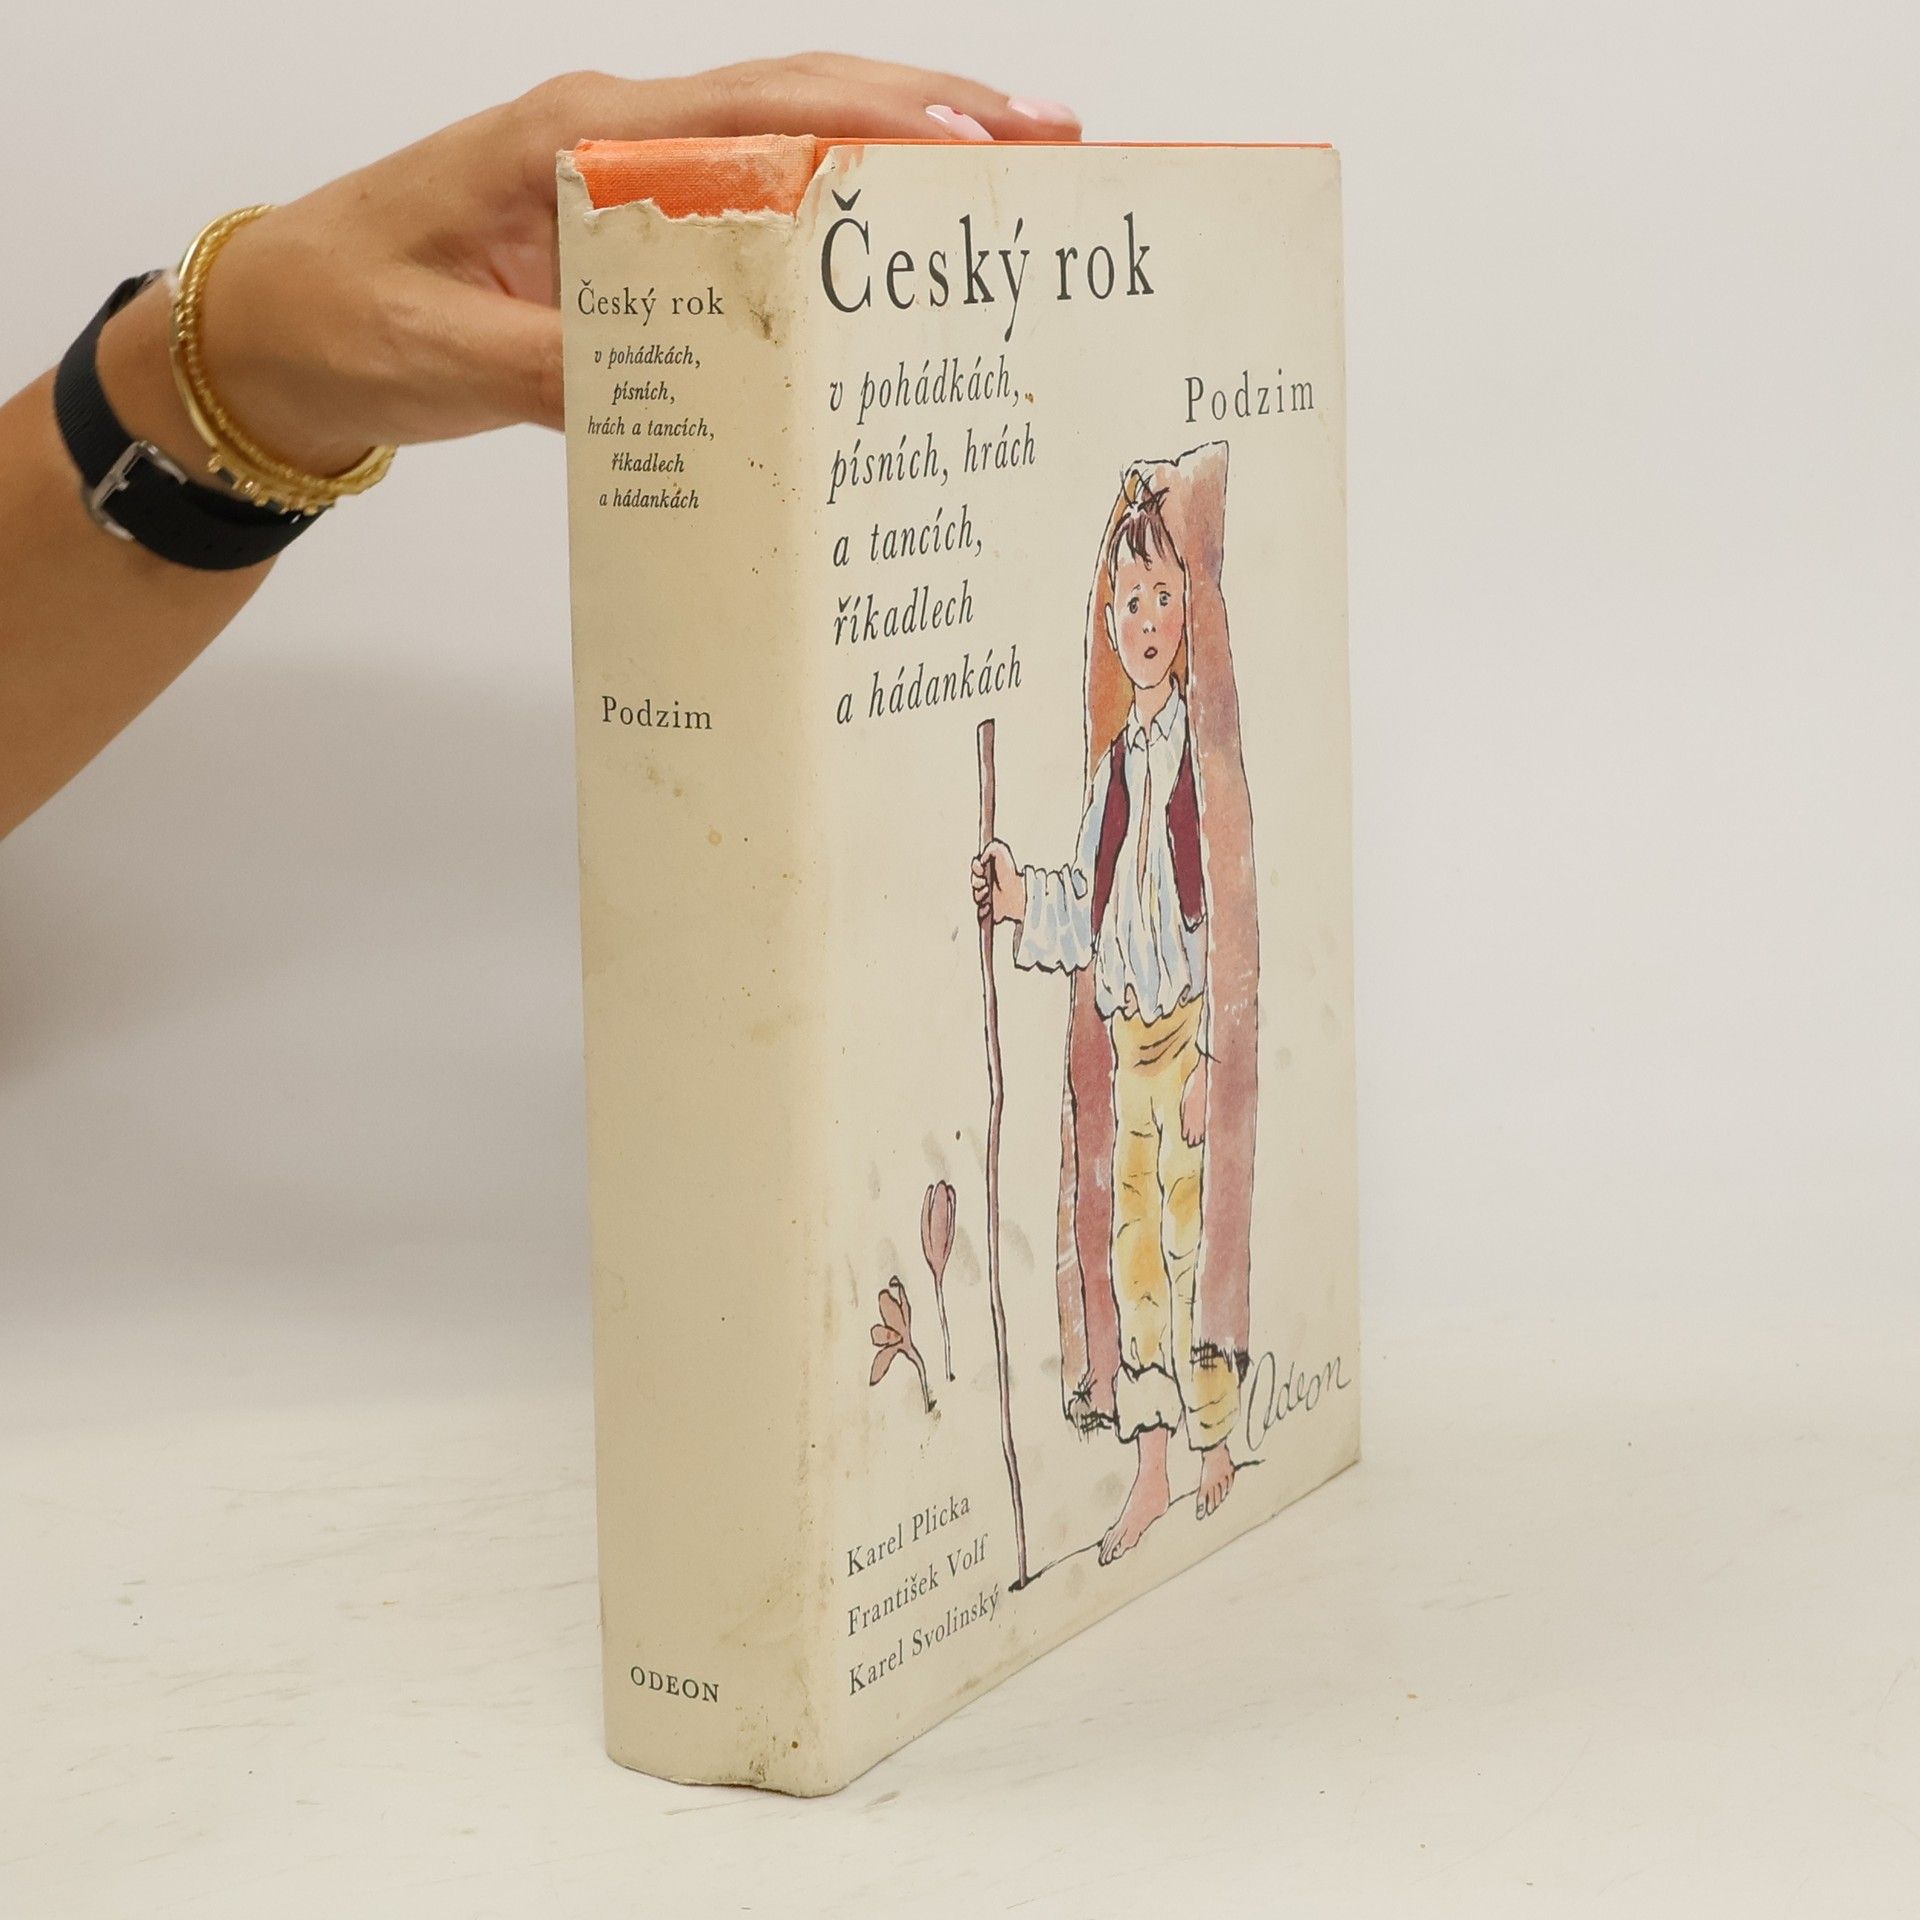 Český rok
v pohádkách,
písních,
hrách a tancích,
říkadlech
a hádankách
Podzim
ODEON
Český rok
v pohádkách,
písních, hrách
a tancích,
říkadlech
a hádankách
Podzim
Odeon
Karel Plicka
František Volf
Karel Svolinský